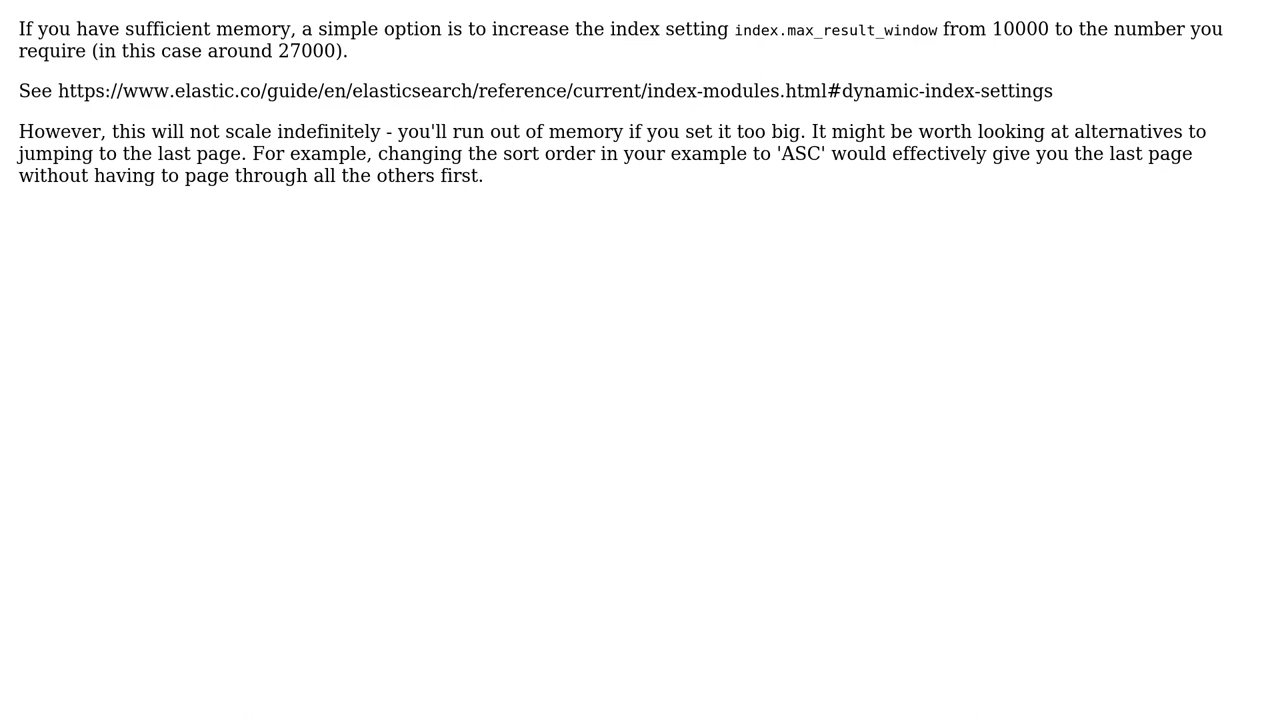 If you have sufficient memory, a simple option is to increase the index setting index.max_result_window from 10000 to the number you
require (in this case around 27000).
See https://www.elastic.co/guide/en/elasticsearch/reference/current/index-modules.html#dynamic-index-settings
However, this will not scale indefinitely - you'll run out of memory if you set it too big. It might be worth looking at alternatives to
jumping to the last page. For example, changing the sort order in your example to 'ASC' would effectively give you the last page
without having to page through all the others first.